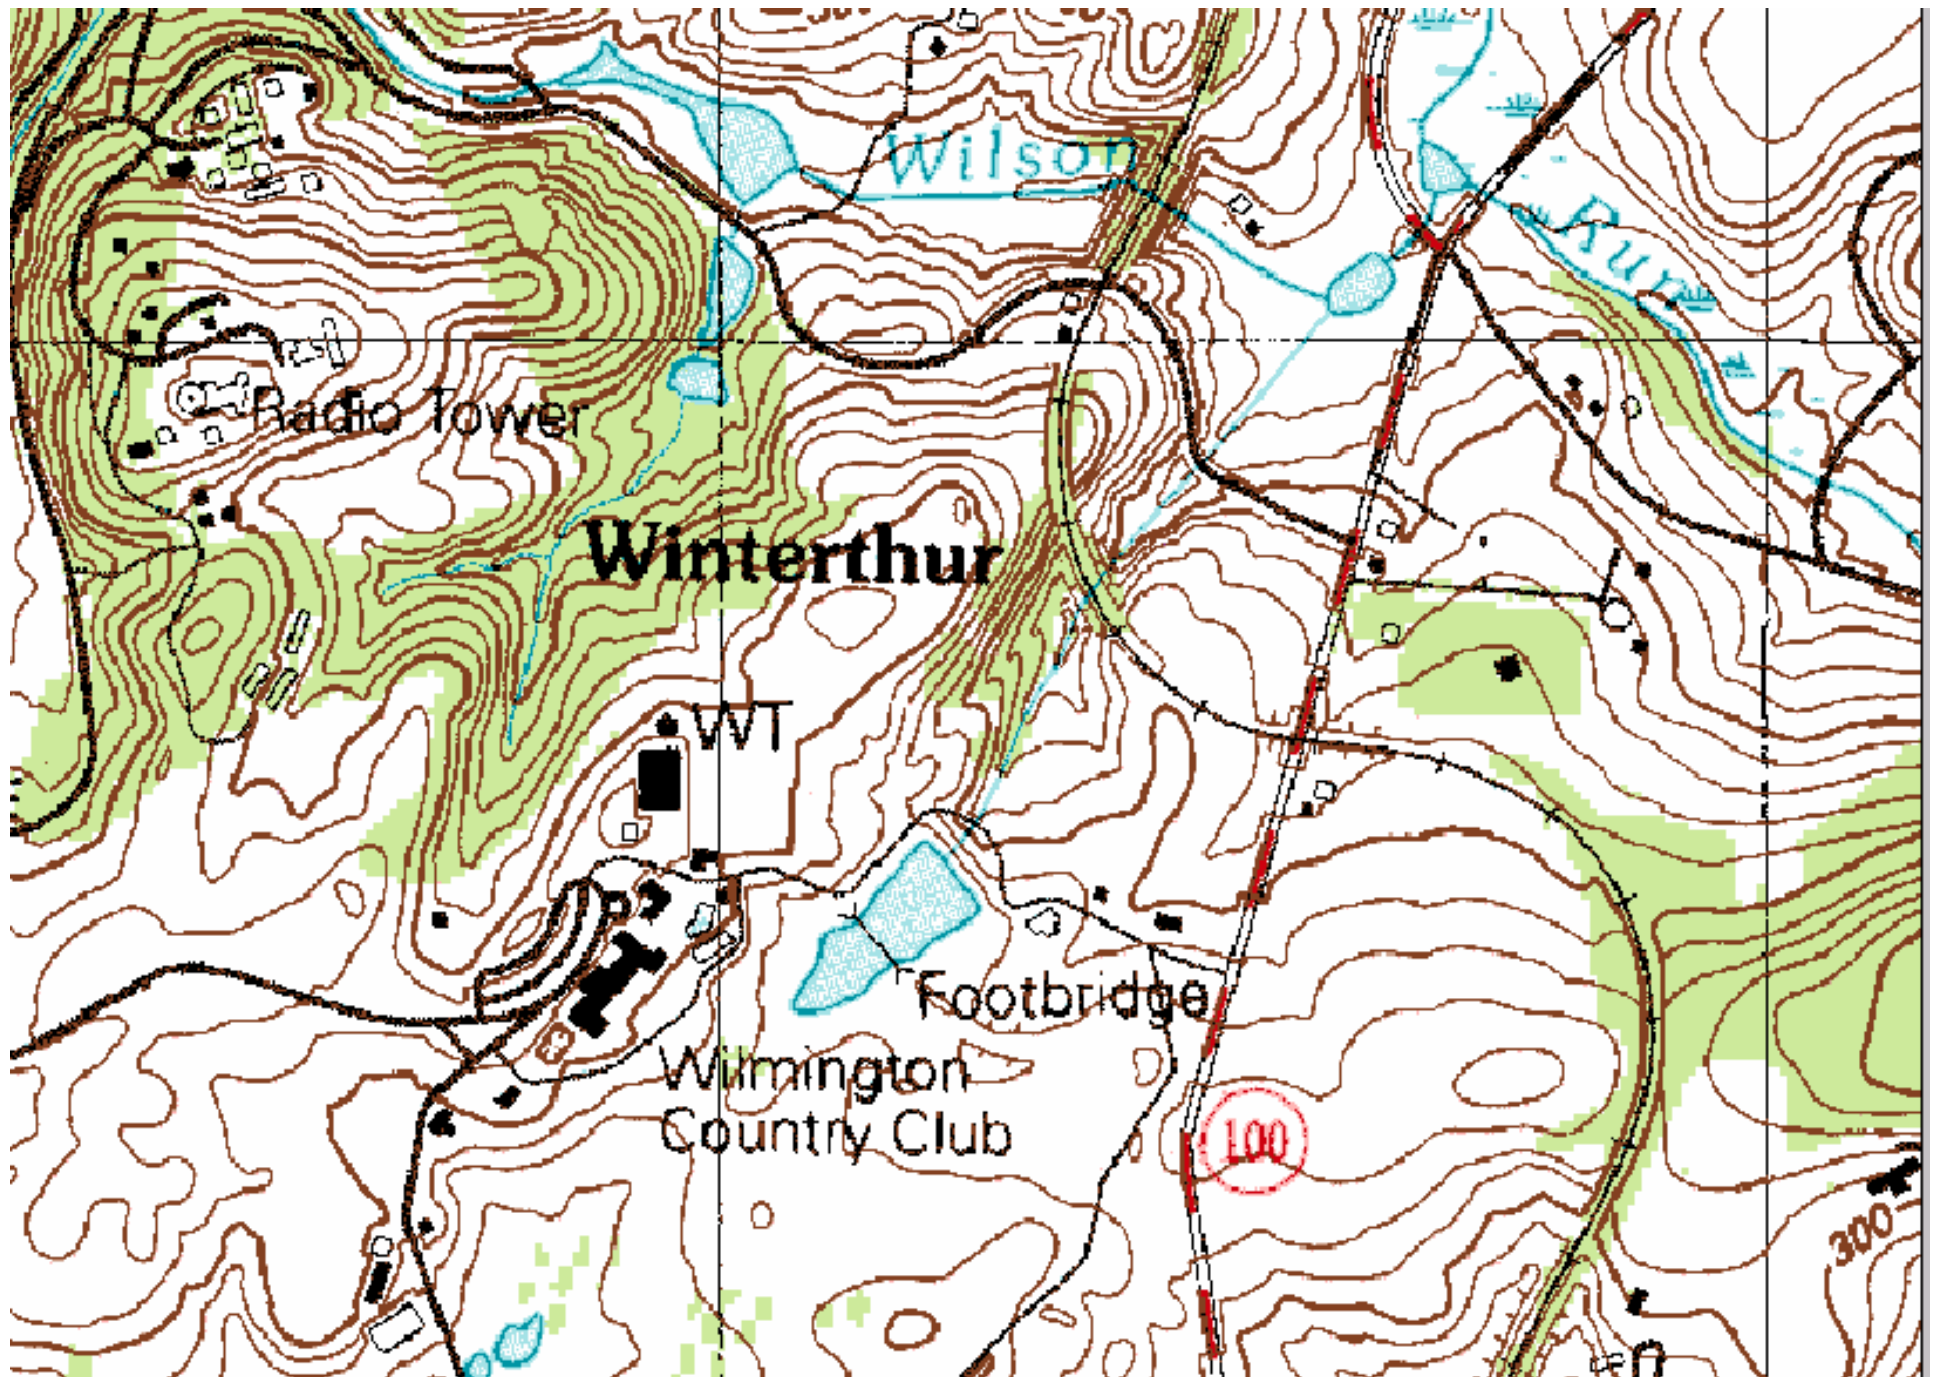 Wilson
Run
Radio Tower
Winterthur
WT
Footbridge
Wilmington
Country Club
100
300